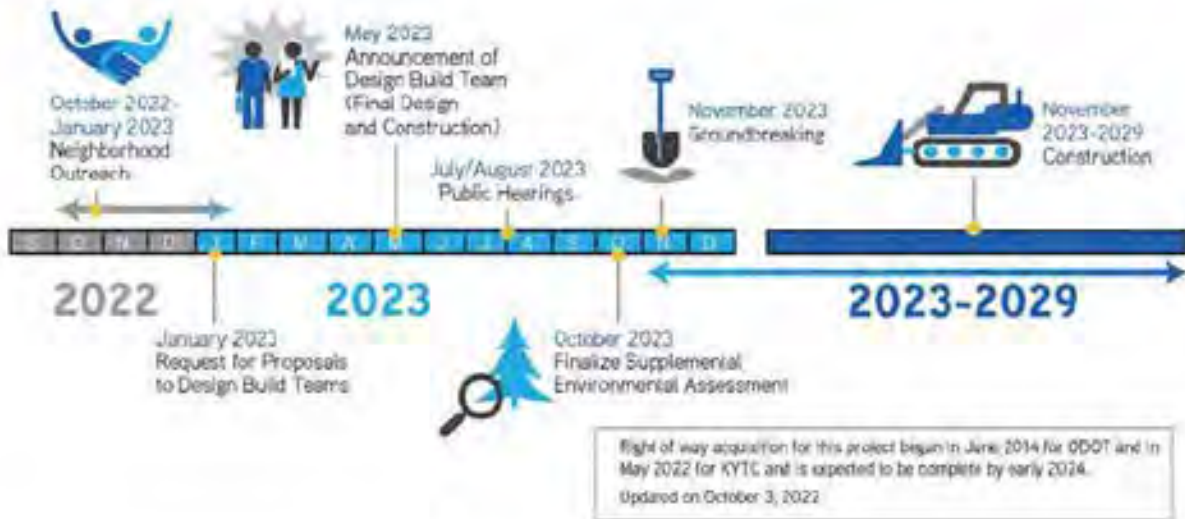 October 2022-
January 2023
Neighborhood
Outreach
May 2023
Announcement of
Design Build Team
(Final Design
and Construction)
July/August 2023
Public Hearings
November 2023
Groundbreaking
November
2023-2029
Construction
S O N D J F M A M J J A S O N D
2022
2023
2023-2029
January 2023
Request for Proposals
to Design Build Teams
October 2023
Finalize Supplemental
Environmental Assessment
Right of way acquisition for this project began in June 2014 for ODOT and in
May 2022 for KYTC and is expected to be complete by early 2024.
Updated on October 3, 2022